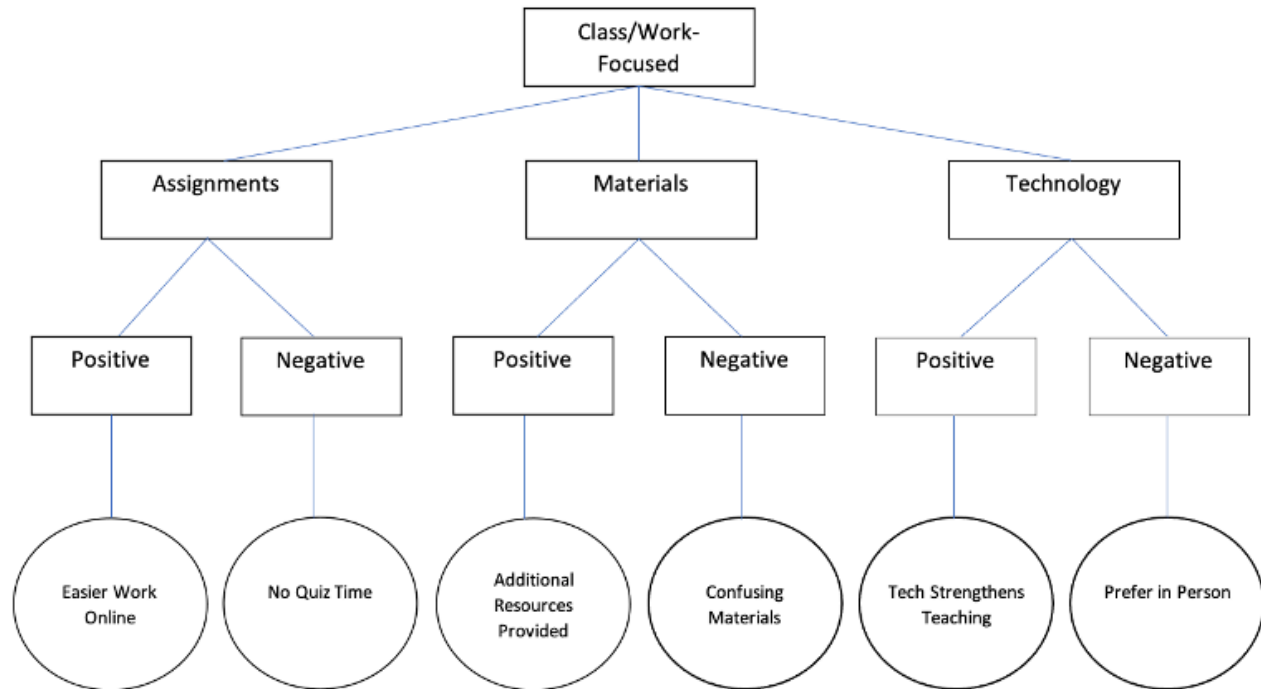 Class/Work-
Focused
Assignments
Materials
Technology
Positive
Negative
Positive
Negative
Positive
Negative
Easier Work
Online
No Quiz Time
Additional
Resources
Provided
Confusing
Materials
Tech Strengthens
Teaching
Prefer in Person